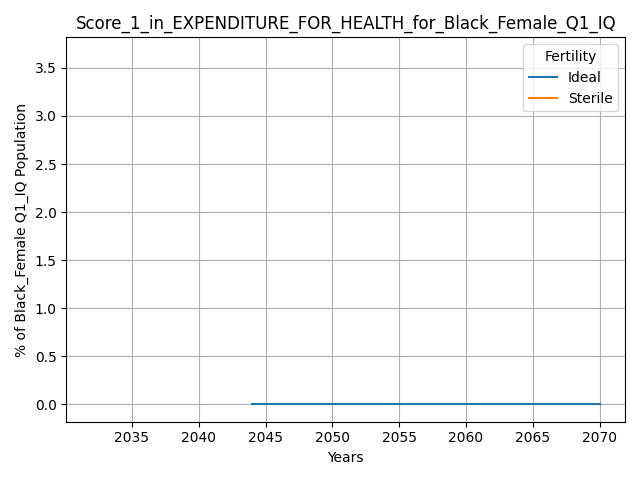 Score_1_in_EXPENDITURE_FOR_HEALTH_for_Black_Female_Q1_IQ
Fertility
Ideal
Sterile
% of Black_Female Q1_IQ Population
3.5
3.0
2.5
2.0
1.5
1.0
0.5
0.0
2035 2040 2045 2050 2055 2060 2065 2070
Years